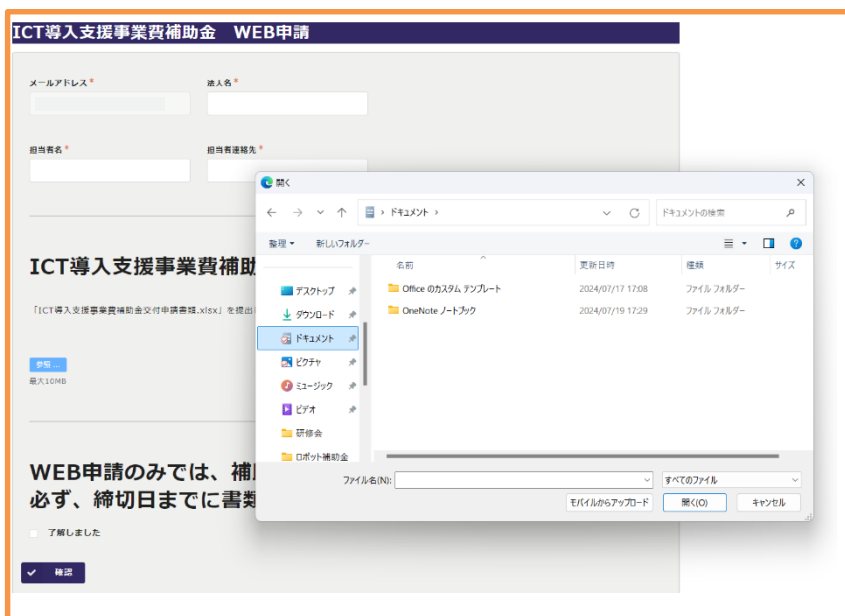 ICT導入支援事業費補助金　WEB申請
メールアドレス*
法人名*
担当者名*
担当者連絡先*
ICT導入支援事業費補助
「ICT導入支援事業費補助金交付申請書類.xlsx」を提出
参照 ...
最大10MB
WEB申請のみでは、補
必ず、締切日までに書類
了解しました
確認
開く
ドキュメント
ドキュメントの検索
整理
新しいフォルダー
名前
更新日時
種類
サイズ
Office のカスタム テンプレート
2024/07/17 17:08
ファイル フォルダー
OneNote ノートブック
2024/07/19 17:29
ファイル フォルダー
デスクトップ
ダウンロード
ドキュメント
ピクチャ
ミュージック
ビデオ
研修会
ロボット補助金
ファイル名(N):
すべてのファイル
モバイルからアップロード
開く(O)
キャンセル